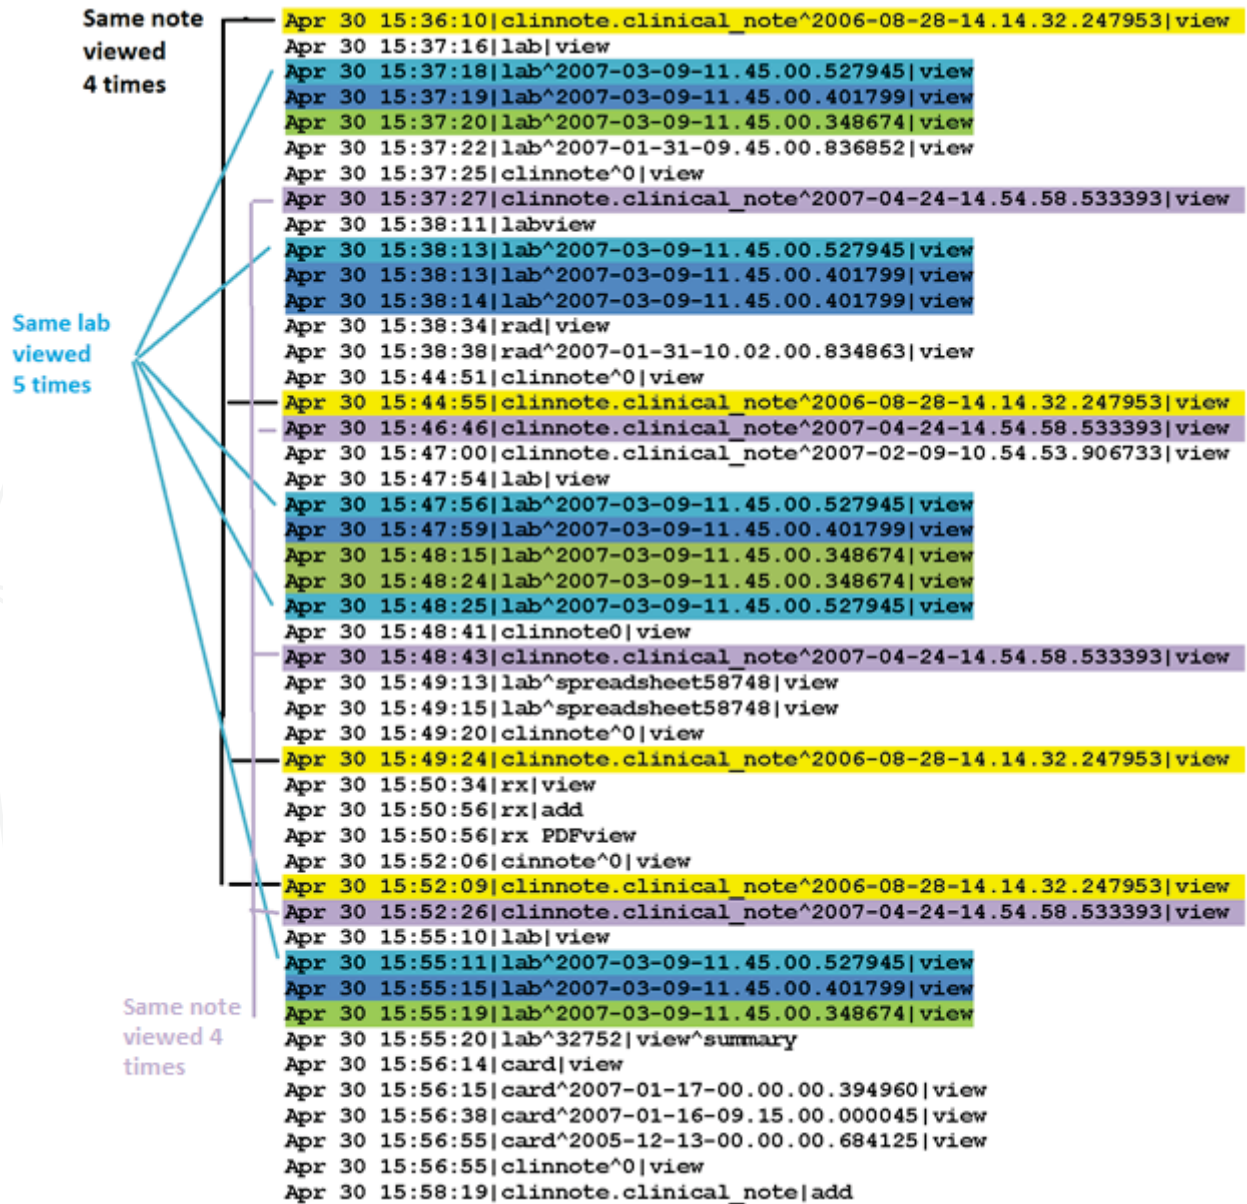 Same note
viewed
4 times
Same lab
viewed
5 times
Same note
viewed 4
times
Apr 30 15:36:10|clinnote.clinical_note^2006-08-28-14.14.32.247953|view
Apr 30 15:37:16|lab|view
Apr 30 15:37:18|lab^2007-03-09-11.45.00.527945|view
Apr 30 15:37:19|lab^2007-03-09-11.45.00.401799|view
Apr 30 15:37:20|lab^2007-03-09-11.45.00.348674|view
Apr 30 15:37:22|lab^2007-01-31-09.45.00.836852|view
Apr 30 15:37:25|clinnote^0|view
Apr 30 15:37:27|clinnote.clinical_note^2007-04-24-14.54.58.533393|view
Apr 30 15:38:11|labview
Apr 30 15:38:13|lab^2007-03-09-11.45.00.527945|view
Apr 30 15:38:13|lab^2007-03-09-11.45.00.401799|view
Apr 30 15:38:14|lab^2007-03-09-11.45.00.401799|view
Apr 30 15:38:34|rad|view
Apr 30 15:38:38|rad^2007-01-31-10.02.00.834863|view
Apr 30 15:44:51|clinnote^0|view
Apr 30 15:44:55|clinnote.clinical_note^2006-08-28-14.14.32.247953|view
Apr 30 15:46:46|clinnote.clinical_note^2007-04-24-14.54.58.533393|view
Apr 30 15:47:00|clinnote.clinical_note^2007-02-09-10.54.53.906733|view
Apr 30 15:47:54|lab|view
Apr 30 15:47:56|lab^2007-03-09-11.45.00.527945|view
Apr 30 15:47:59|lab^2007-03-09-11.45.00.401799|view
Apr 30 15:48:15|lab^2007-03-09-11.45.00.348674|view
Apr 30 15:48:24|lab^2007-03-09-11.45.00.348674|view
Apr 30 15:48:25|lab^2007-03-09-11.45.00.527945|view
Apr 30 15:48:41|clinnote0|view
Apr 30 15:48:43|clinnote.clinical_note^2007-04-24-14.54.58.533393|view
Apr 30 15:49:13|lab^spreadsheet58748|view
Apr 30 15:49:15|lab^spreadsheet58748|view
Apr 30 15:49:20|clinnote^0|view
Apr 30 15:49:24|clinnote.clinical_note^2006-08-28-14.14.32.247953|view
Apr 30 15:50:34|rx|view
Apr 30 15:50:56|rx|add
Apr 30 15:50:56|rx PDFview
Apr 30 15:52:06|cinnote^0|view
Apr 30 15:52:09|clinnote.clinical_note^2006-08-28-14.14.32.247953|view
Apr 30 15:52:26|clinnote.clinical_note^2007-04-24-14.54.58.533393|view
Apr 30 15:55:10|lab|view
Apr 30 15:55:11|lab^2007-03-09-11.45.00.527945|view
Apr 30 15:55:15|lab^2007-03-09-11.45.00.401799|view
Apr 30 15:55:19|lab^2007-03-09-11.45.00.348674|view
Apr 30 15:55:20|lab^32752|view^summary
Apr 30 15:56:14|card|view
Apr 30 15:56:15|card^2007-01-17-00.00.00.394960|view
Apr 30 15:56:38|card^2007-01-16-09.15.00.000045|view
Apr 30 15:56:55|card^2005-12-13-00.00.00.684125|view
Apr 30 15:56:55|clinnote^0|view
Apr 30 15:58:19|clinnote.clinical_note|add